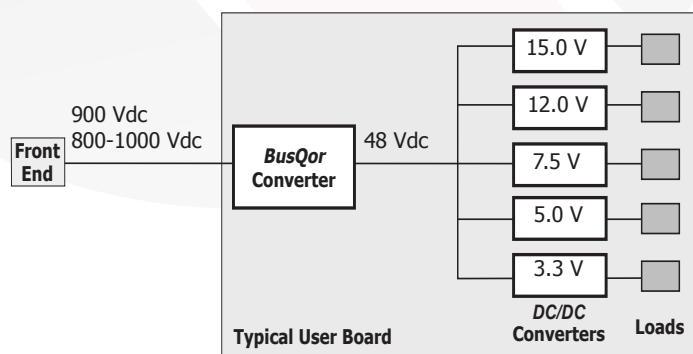 900 Vdc
800-1000 Vdc
Front
End
BusQor
Converter
48 Vdc
15.0 V
12.0 V
7.5 V
5.0 V
3.3 V
DC/DC
Converters
Loads
Typical User Board